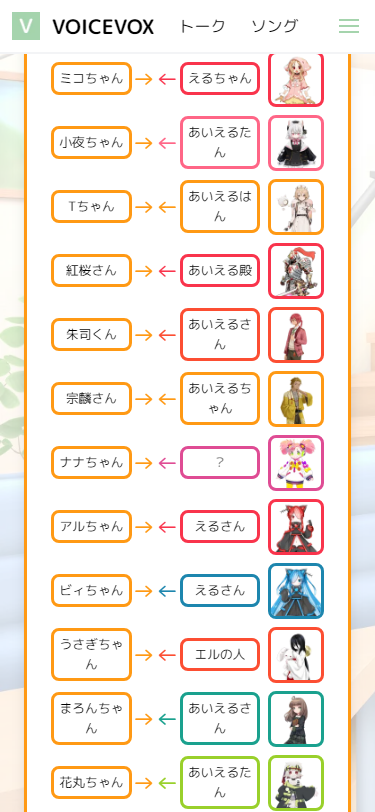 V VOICEVOX トーク ソング
ミコちゃん → ← えるちゃん
小夜ちゃん → ← あいえるた
ん
Tちゃん → ← あいえるは
ん
紅桜さん → ← あいえる殿
朱司くん → ← あいえるさ
ん
宗麟さん → ← あいえるち
ゃん
ナナちゃん → ← ?
アルちゃん → ← えるさん
ビィちゃん → ← えるさん
うさぎちゃ
ん → ← エルの人
まろんちゃ
ん → ← あいえるさ
ん
花丸ちゃん → ← あいえるた
ん